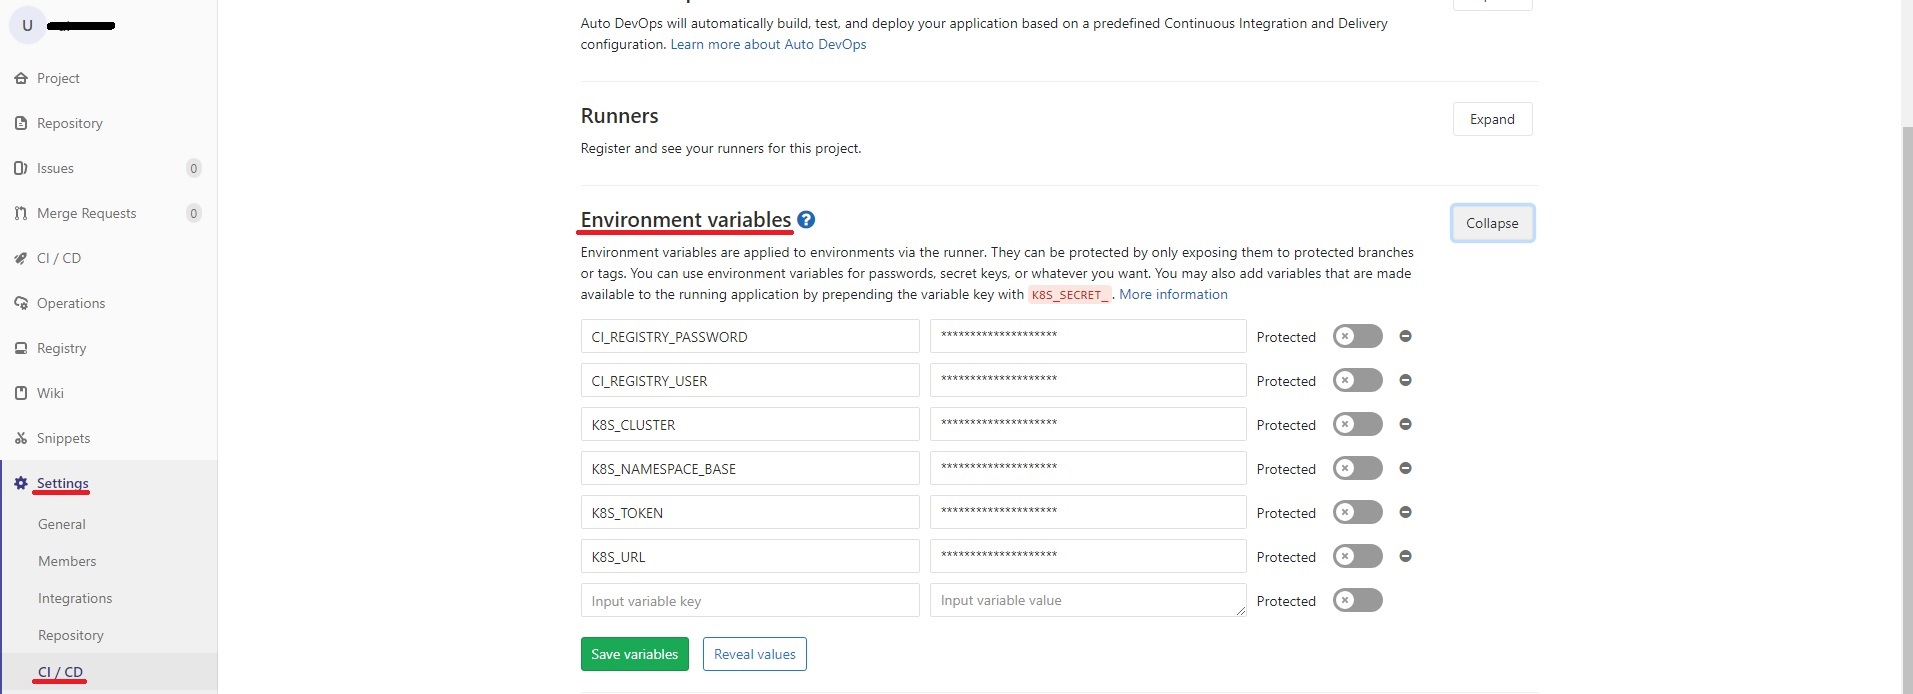 U
Project
Repository
Issues 0
Merge Requests 0
CI / CD
Operations
Registry
Wiki
Snippets
Settings
General
Members
Integrations
Repository
CI / CD
Auto DevOps will automatically build, test, and deploy your application based on a predefined Continuous Integration and Delivery
configuration. Learn more about Auto DevOps
Runners
Expand
Register and see your runners for this project.
Environment variables ?
Collapse
Environment variables are applied to environments via the runner. They can be protected by only exposing them to protected branches
or tags. You can use environment variables for passwords, secret keys, or whatever you want. You may also add variables that are made
available to the running application by prepending the variable key with K8S_SECRET_. More information
CI_REGISTRY_PASSWORD ******************** Protected
CI_REGISTRY_USER ******************** Protected
K8S_CLUSTER ******************** Protected
K8S_NAMESPACE_BASE ******************** Protected
K8S_TOKEN ******************** Protected
K8S_URL ******************** Protected
Input variable key Input variable value Protected
Save variables Reveal values